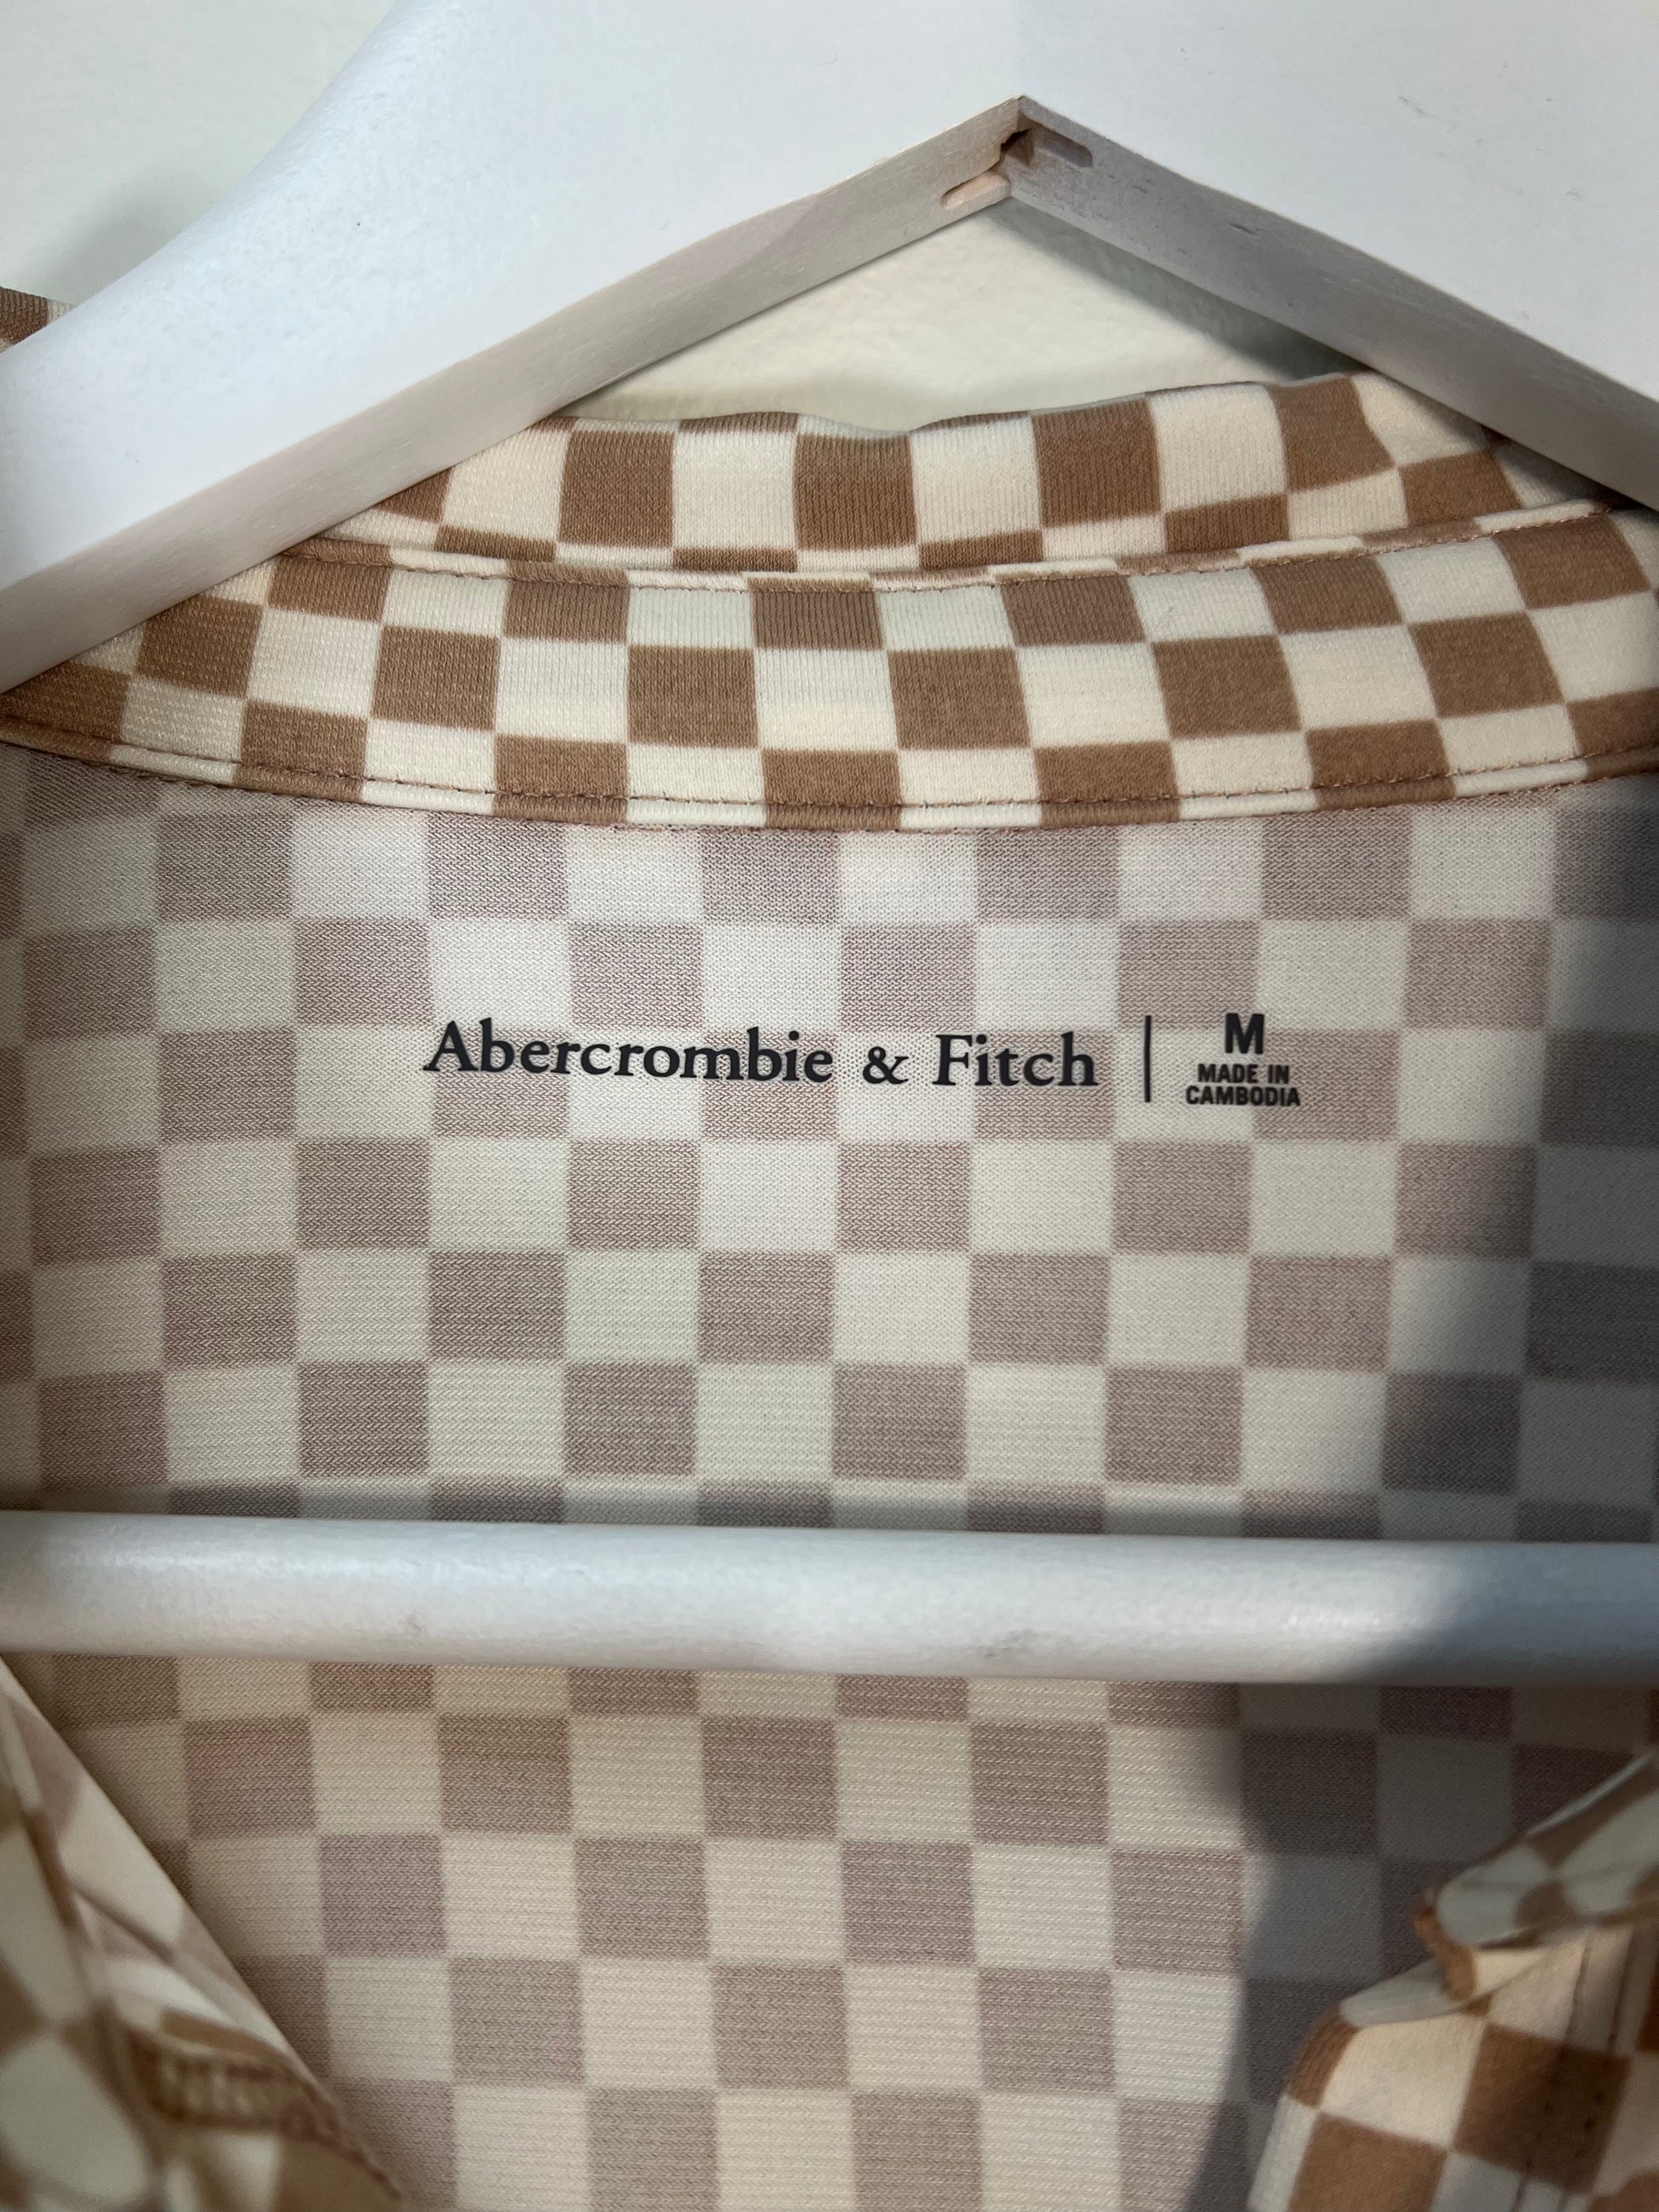 Abercrombie & Fitch | M
MADE IN
CAMBODIA